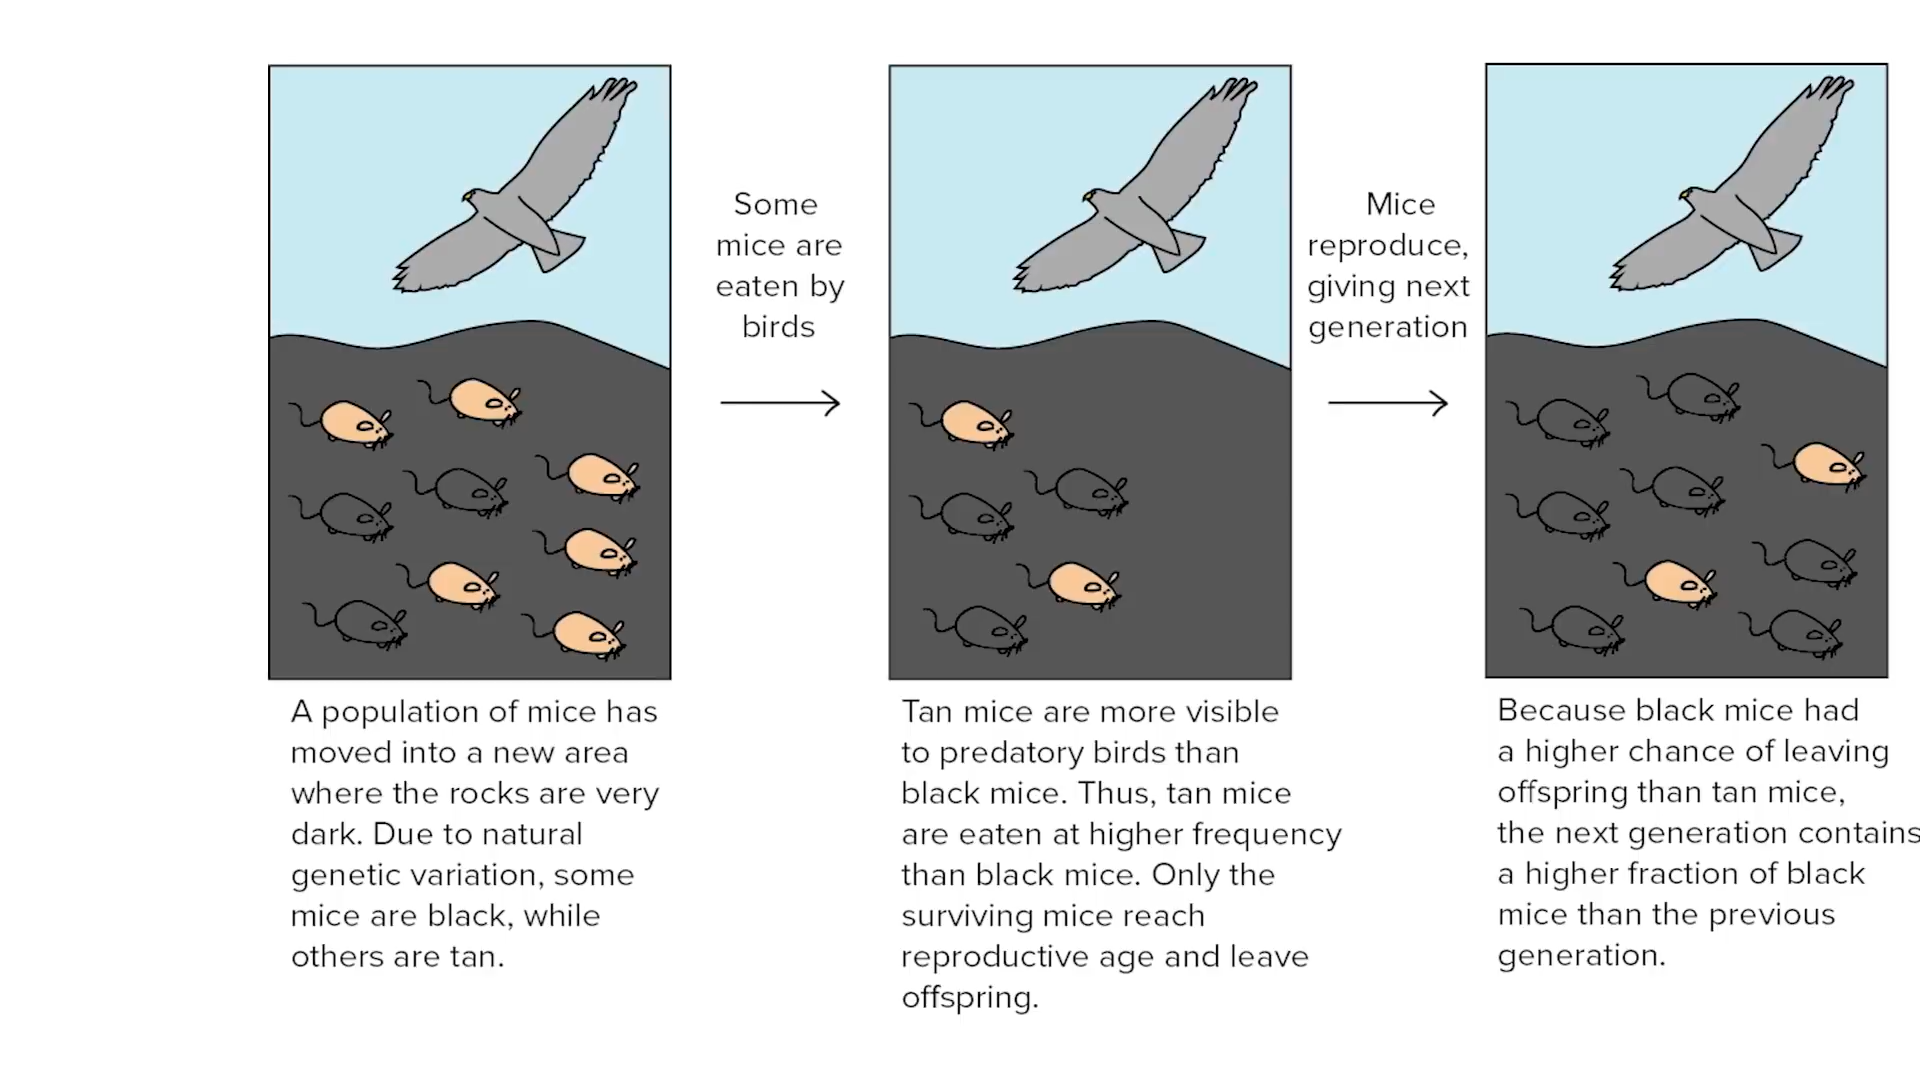 Some
mice are
eaten by
birds
Mice
reproduce,
giving next
generation
A population of mice has
moved into a new area
where the rocks are very
dark. Due to natural
genetic variation, some
mice are black, while
others are tan.
Tan mice are more visible
to predatory birds than
black mice. Thus, tan mice
are eaten at higher frequency
than black mice. Only the
surviving mice reach
reproductive age and leave
offspring.
Because black mice had
a higher chance of leaving
offspring than tan mice,
the next generation contains
a higher fraction of black
mice than the previous
generation.